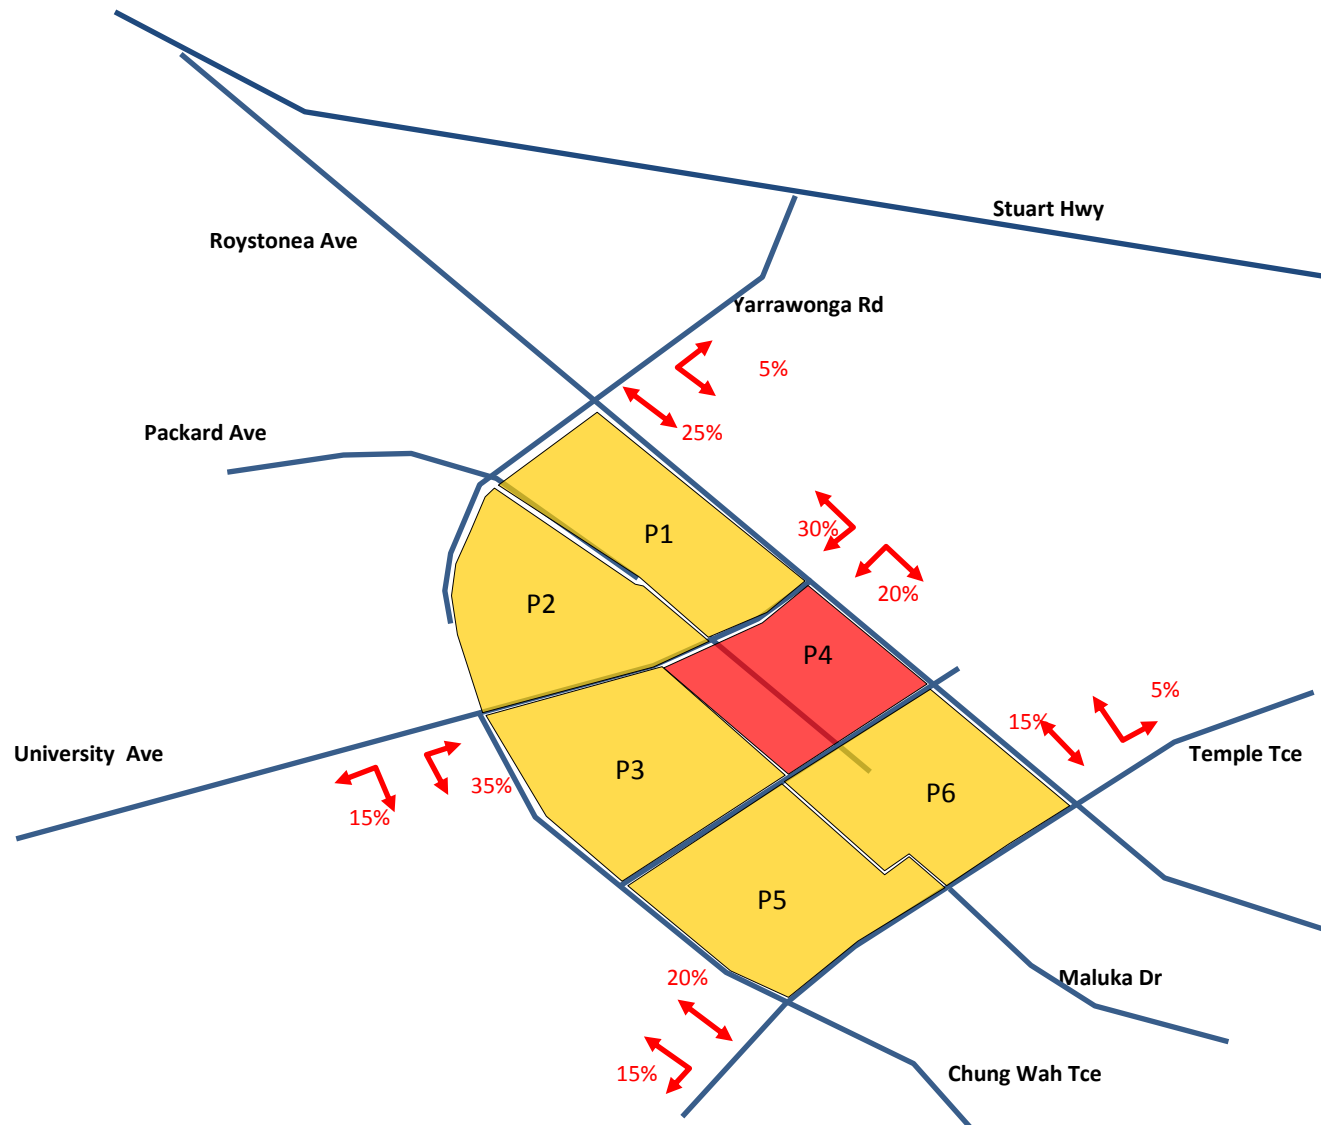 Stuart Hwy
Roystonea Ave
Yarrawonga Rd
5%
25%
Packard Ave
P1
30%
20%
P2
P4
5%
15%
University  Ave
Temple Tce
P3
35%
P6
15%
P5
20%
Maluka Dr
15%
Chung Wah Tce